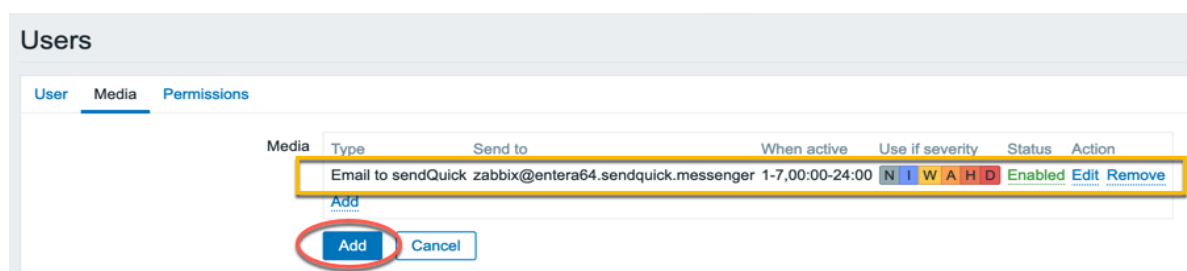 Users
User Media Permissions
Media Type Send to When active Use if severity Status Action
Email to sendQuick zabbix@entera64.sendquick.messenger 1-7,00:00-24:00 N I W A H D Enabled Edit Remove
Add
Add Cancel